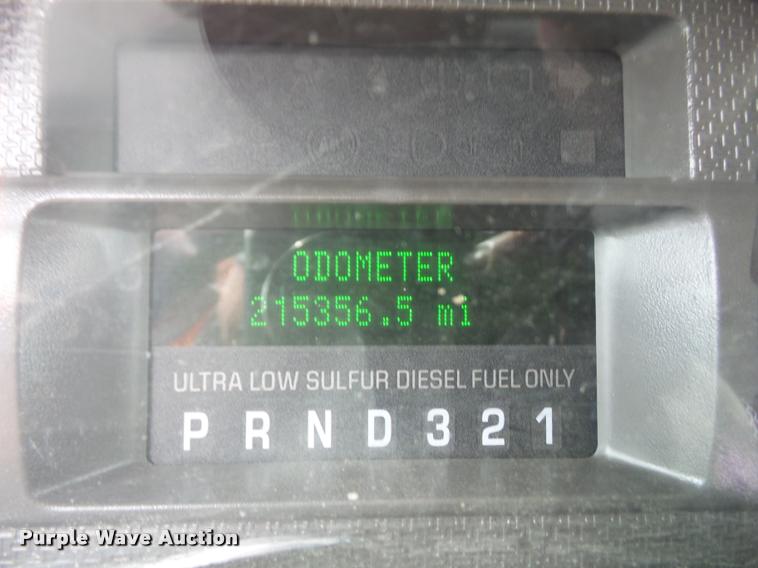 ODOMETER
215356.5 mi
ULTRA LOW SULFUR DIESEL FUEL ONLY
P R N D 3 2 1
Purple Wave Auction